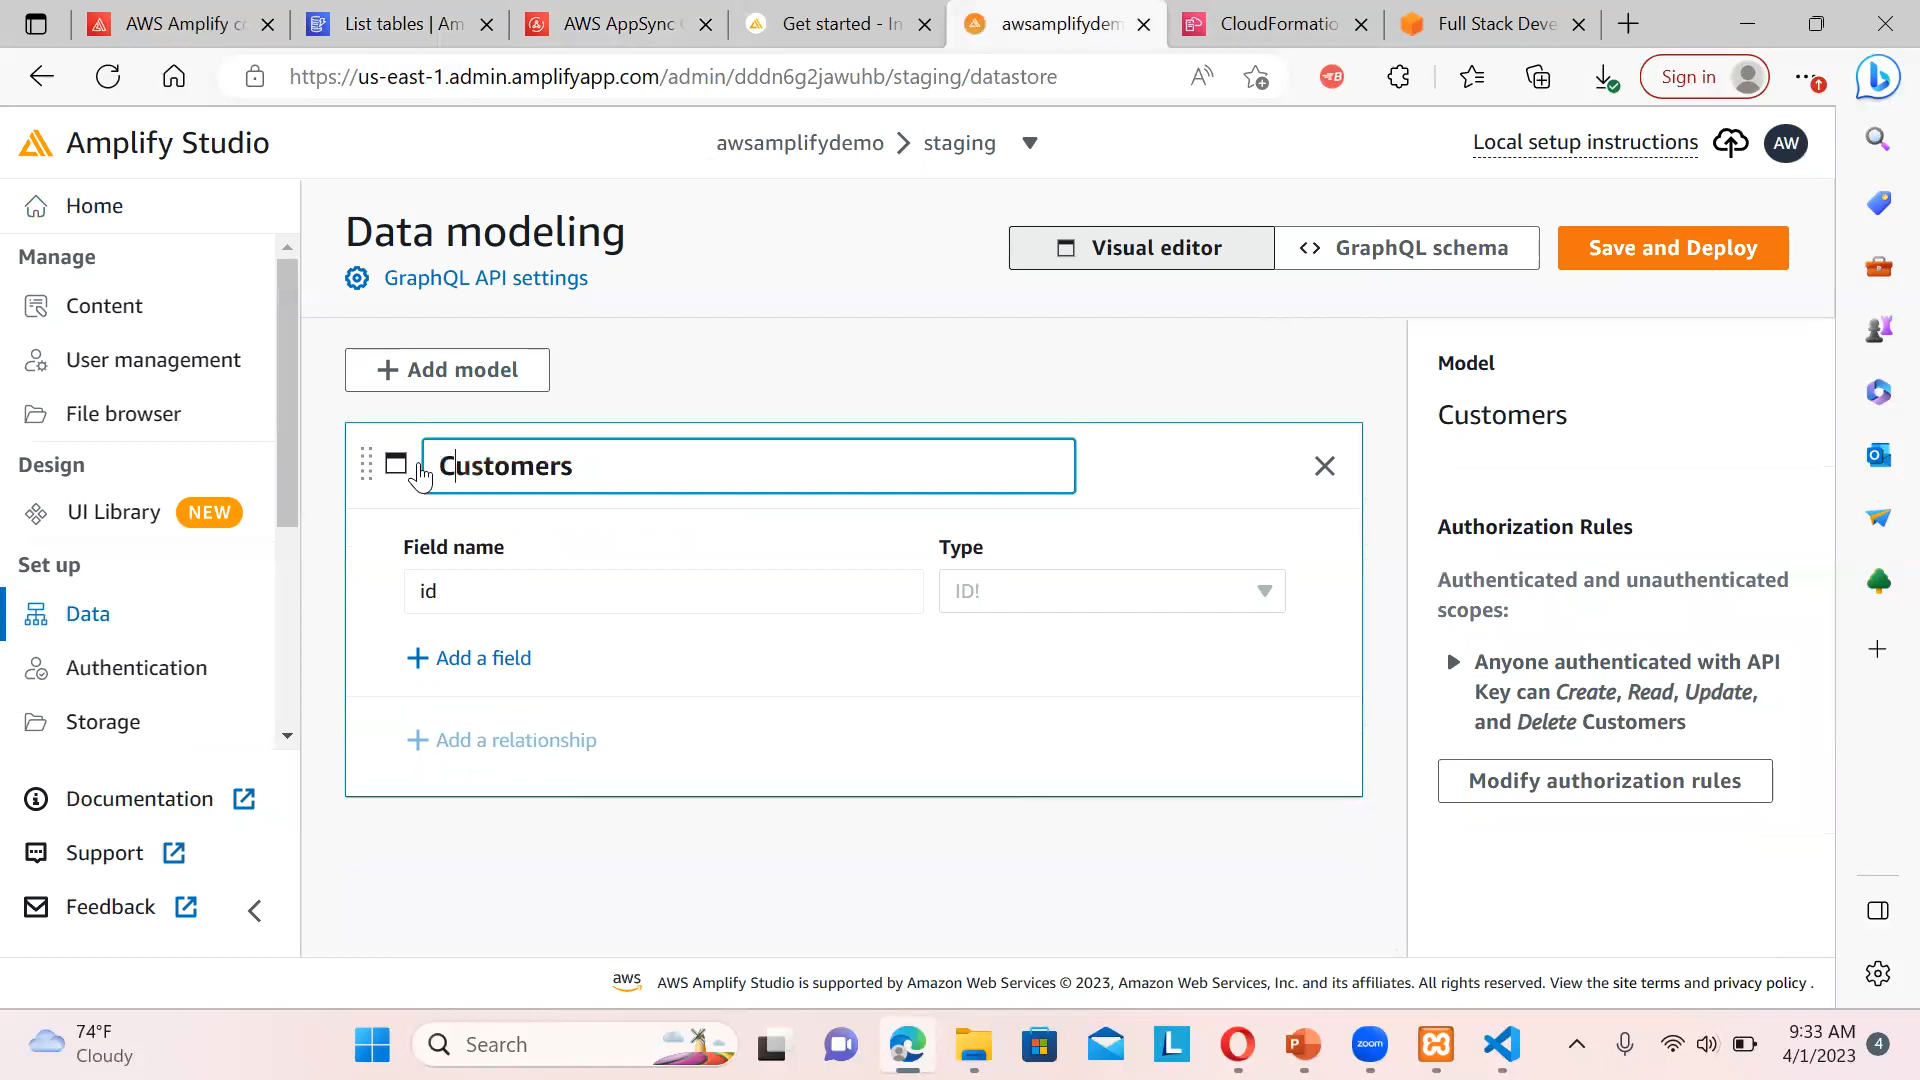 AWS Amplify co
List tables | Am
AWS AppSync
Get started - In
awsamplifydem
CloudFormatio
Full Stack Deve
https://us-east-1.admin.amplifyapp.com/admin/dddn6g2jawuhb/staging/datastore
Sign in
Amplify Studio
awsamplifydemo
staging
Local setup instructions
AW
Home
Manage
Content
User management
File browser
Design
UI Library NEW
Set up
Data
Authentication
Storage
Documentation
Support
Feedback
Data modeling
GraphQL API settings
Visual editor
GraphQL schema
Save and Deploy
Add model
Customers
Field name
Type
id
ID!
Add a field
Add a relationship
Model
Customers
Authorization Rules
Authenticated and unauthenticated
scopes:
Anyone authenticated with API
Key can Create, Read, Update,
and Delete Customers
Modify authorization rules
aws
AWS Amplify Studio is supported by Amazon Web Services © 2023, Amazon Web Services, Inc. and its affiliates. All rights reserved. View the site terms and privacy policy .
74°F
Cloudy
Search
L
P
zoom
9:33 AM
4/1/2023
4